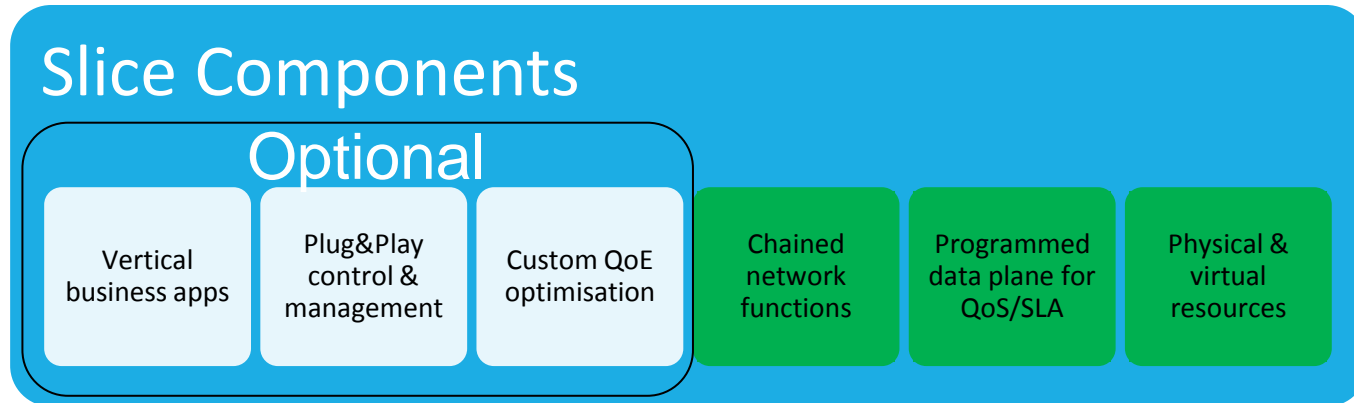 Slice Components
Optional
Vertical
business apps
Plug&Play
control &
management
Custom QoE
optimisation
Chained
network
functions
Programmed
data plane for
QoS/SLA
Physical &
virtual
resources